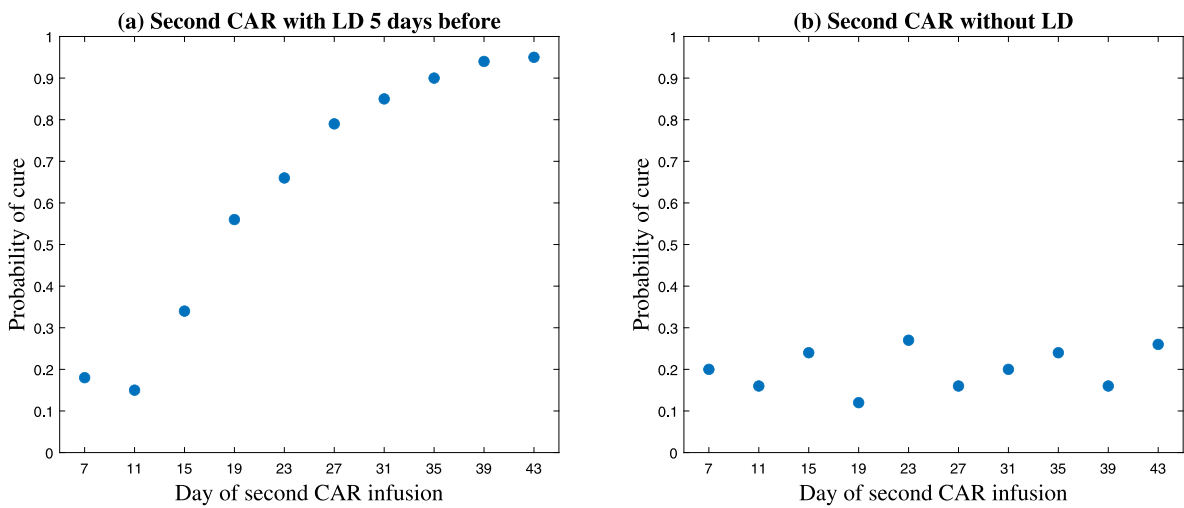 (a) Second CAR with LD 5 days before
Probability of cure
1
0.9
0.8
0.7
0.6
0.5
0.4
0.3
0.2
0.1
0
7 11 15 19 23 27 31 35 39 43
Day of second CAR infusion
(b) Second CAR without LD
Probability of cure
1
0.9
0.8
0.7
0.6
0.5
0.4
0.3
0.2
0.1
0
7 11 15 19 23 27 31 35 39 43
Day of second CAR infusion